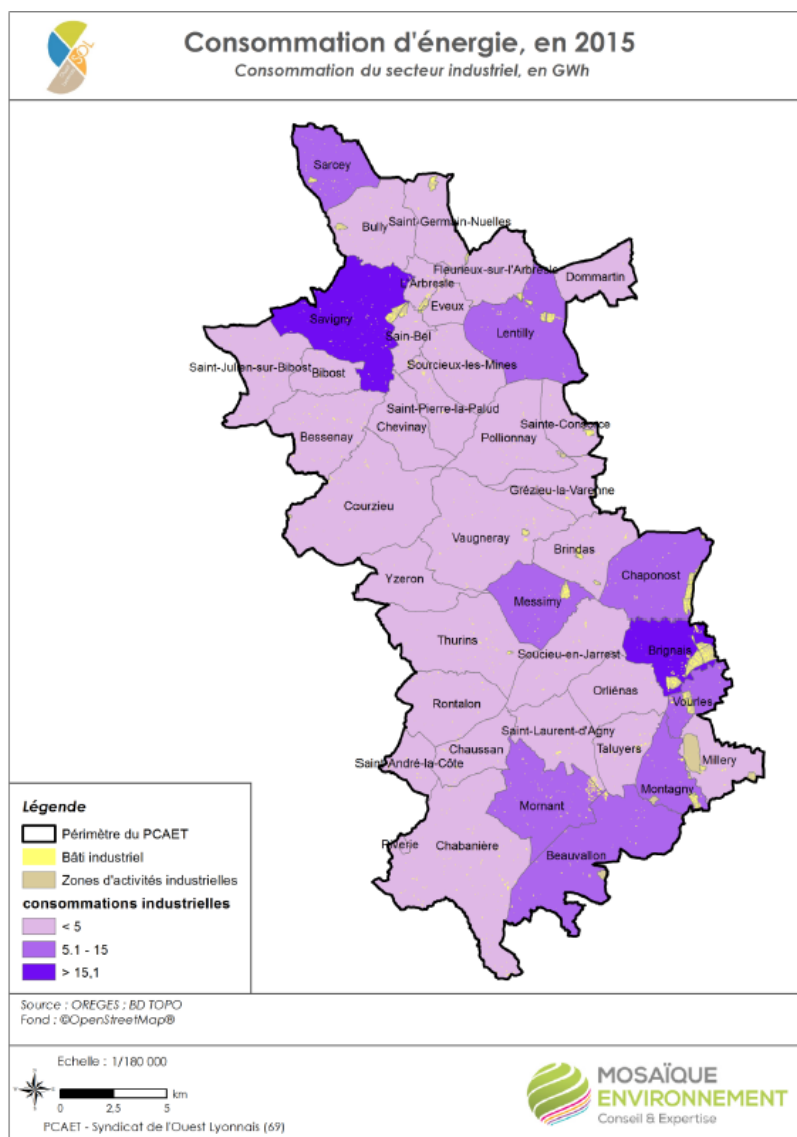 Consommation d'énergie, en 2015
Consommation du secteur industriel, en GWh
SOL
Sarcey
Saint-Germain-Nuelles
Bully
Fleurieux-sur-l'Arbresle
Dommartin
L'Arbresle
Eveux
Savigny
Lentilly
Sain-Bel
Saint-Julien-sur-Bibost
Bibost
Sourcieux-les-Mines
Saint-Pierre-la-Palud
Chevinay
Sainte-Consorce
Bessenay
Pollionnay
Grézieu-la-Varenne
Courzieu
Vaugneray
Brindas
Yzeron
Chaponost
Messimy
Thurins
Soucieu-en-Jarrest
Brignais
Orliénas
Rontalon
Vourles
Saint-Laurent-d'Agny
Chaussan
Taluyers
Millery
Saint-André-la-Côte
Montagny
Mornant
Riverie
Chabanière
Beauvallon
Légende
Périmètre du PCAET
Bâti industriel
Zones d'activités industrielles
consommations industrielles
< 5
5.1 - 15
> 15,1
Source : OREGES ; BD TOPO
Fond : ©OpenStreetMap®
Echelle : 1/180 000
0 2.5 5 km
PCAET - Syndicat de l'Ouest Lyonnais (69)
MOSAÏQUE
ENVIRONNEMENT
Conseil & Expertise